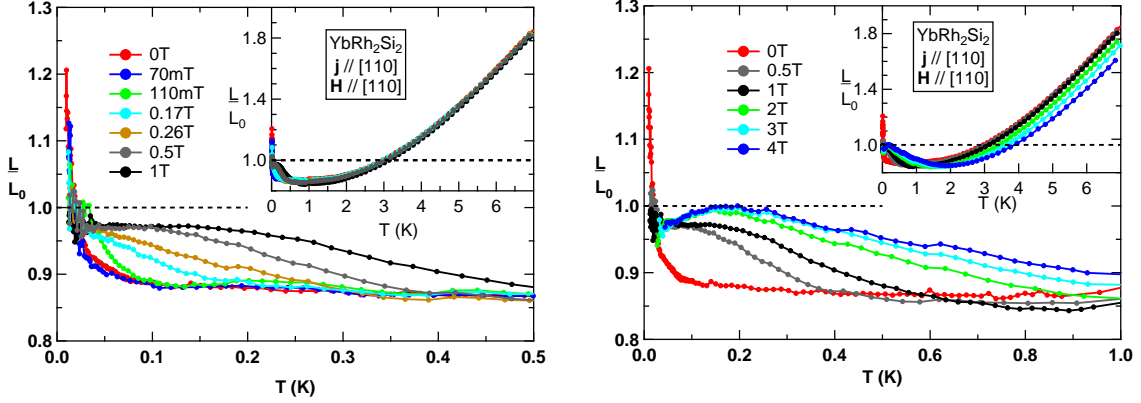 1.3
1.2
1.1
1.0
0.9
0.8
L
L0
0.0
0.1
0.2
0.3
0.4
0.5
T (K)
0T
70mT
110mT
0.17T
0.26T
0.5T
1T
YbRh2Si2
j // [110]
H // [110]
1.8
1.4
1.0
L
L0
0
1
2
3
4
5
6
T (K)
1.3
1.2
1.1
1.0
0.9
0.8
L
L0
0.0
0.2
0.4
0.6
0.8
1.0
T (K)
0T
0.5T
1T
2T
3T
4T
YbRh2Si2
j // [110]
H // [110]
1.8
1.4
1.0
L
L0
0
1
2
3
4
5
6
T (K)